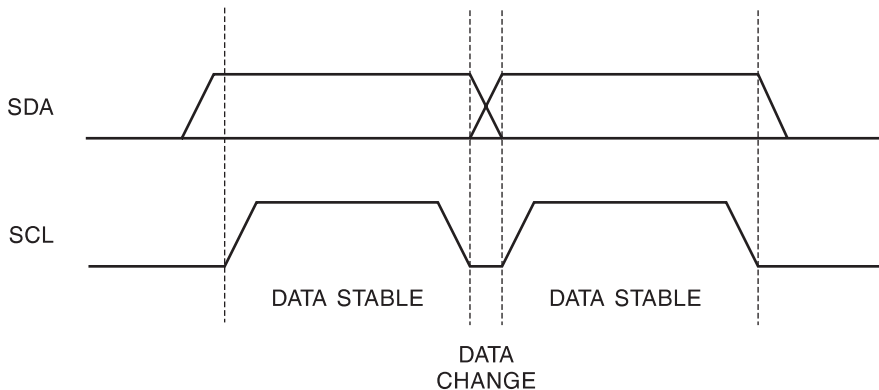 SDA
SCL
DATA STABLE
DATA STABLE
DATA
CHANGE